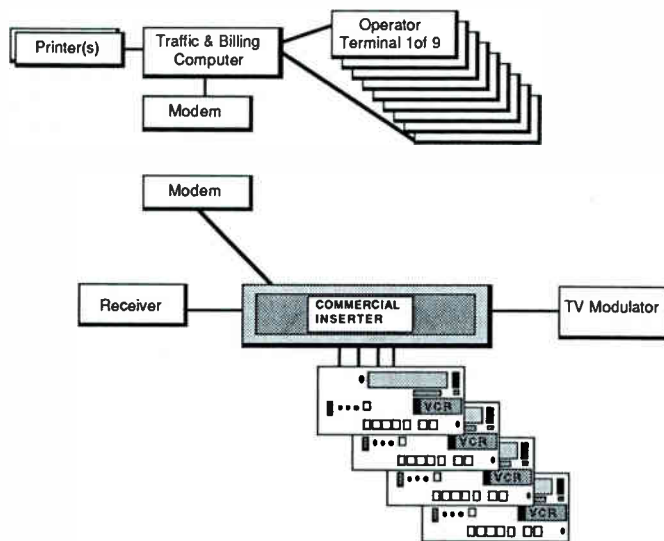 Printer(s)
Traffic & Billing
Computer
Operator
Terminal 1of 9
Modem
Modem
Receiver
COMMERCIAL
INSERTER
TV Modulator
VCR
VCR
VCR
VCR